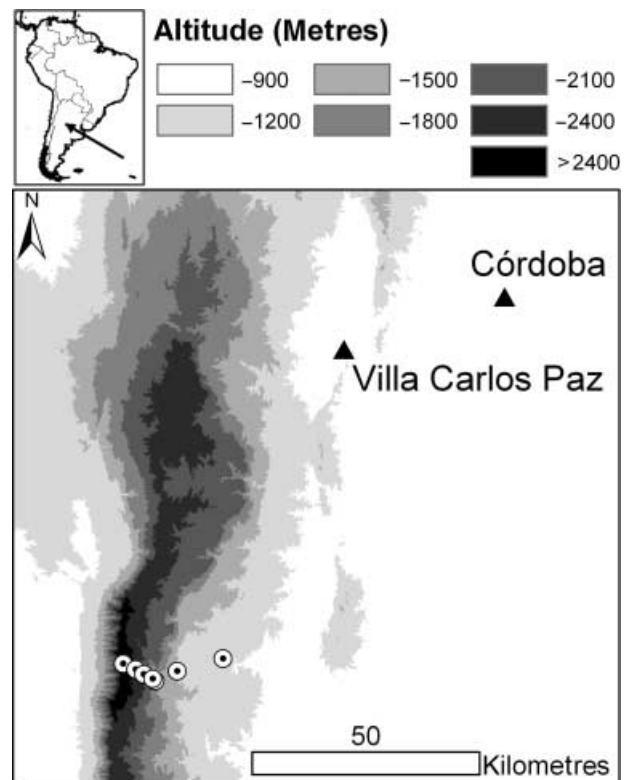 Altitude (Metres)
–900
–1500
–2100
–1200
–1800
–2400
>2400
N
Córdoba
Villa Carlos Paz
50
Kilometres